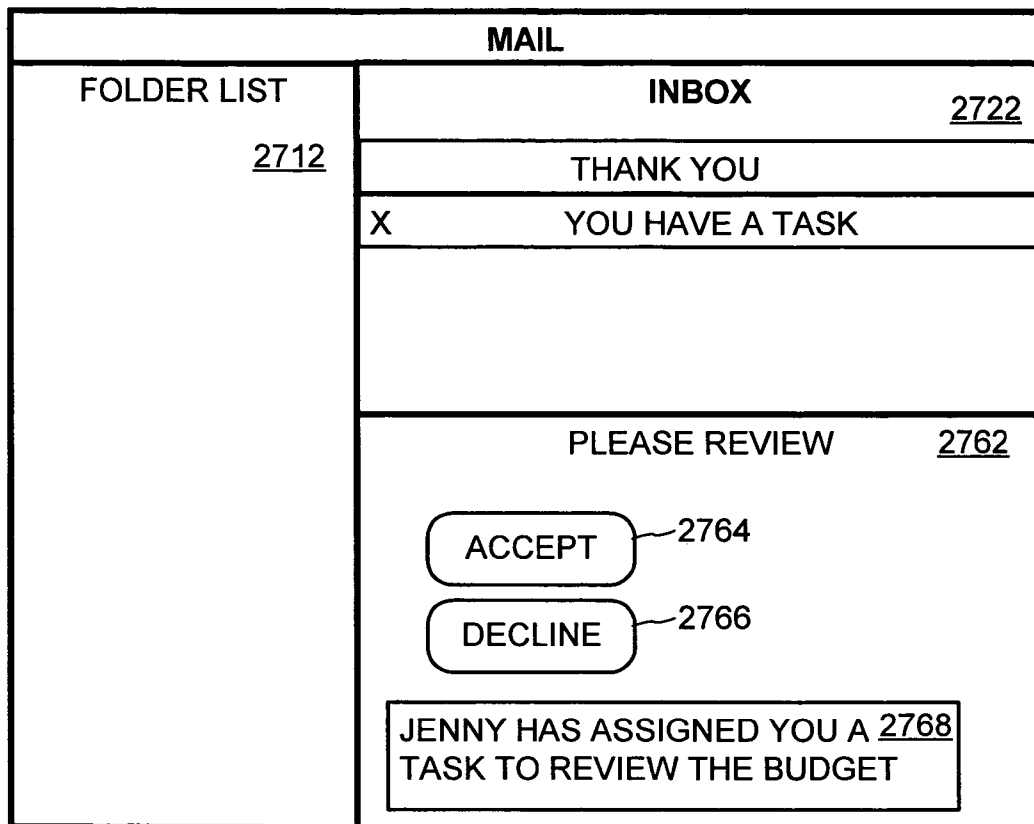 MAIL
FOLDER LIST
2712
INBOX
2722
THANK YOU
X YOU HAVE A TASK
PLEASE REVIEW 2762
ACCEPT 2764
DECLINE 2766
JENNY HAS ASSIGNED YOU A 2768
TASK TO REVIEW THE BUDGET